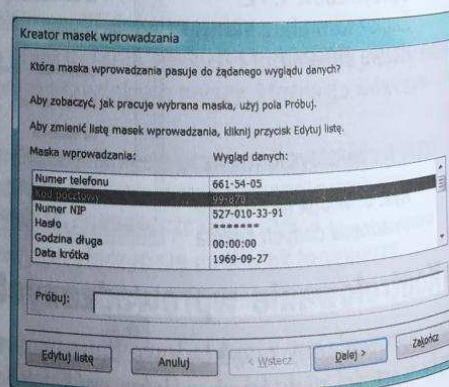 Kreator masek wprowadzania
Która maska wprowadzania pasuje do żądanego wyglądu danych?
Aby zobaczyć, jak pracuje wybrana maska, użyj pola Próbuj.
Aby zmienić listę masek wprowadzania, kliknij przycisk Edytuj listę.
Maska wprowadzania: Wygląd danych:
Numer telefonu 661-54-05
Kod pocztowy 99-870
Numer NIP 527-010-33-91
Hasło *******
Godzina długa 00:00:00
Data krótka 1969-09-27
Próbuj:
Edytuj listę Anuluj < Wstecz Dalej > Zakończ